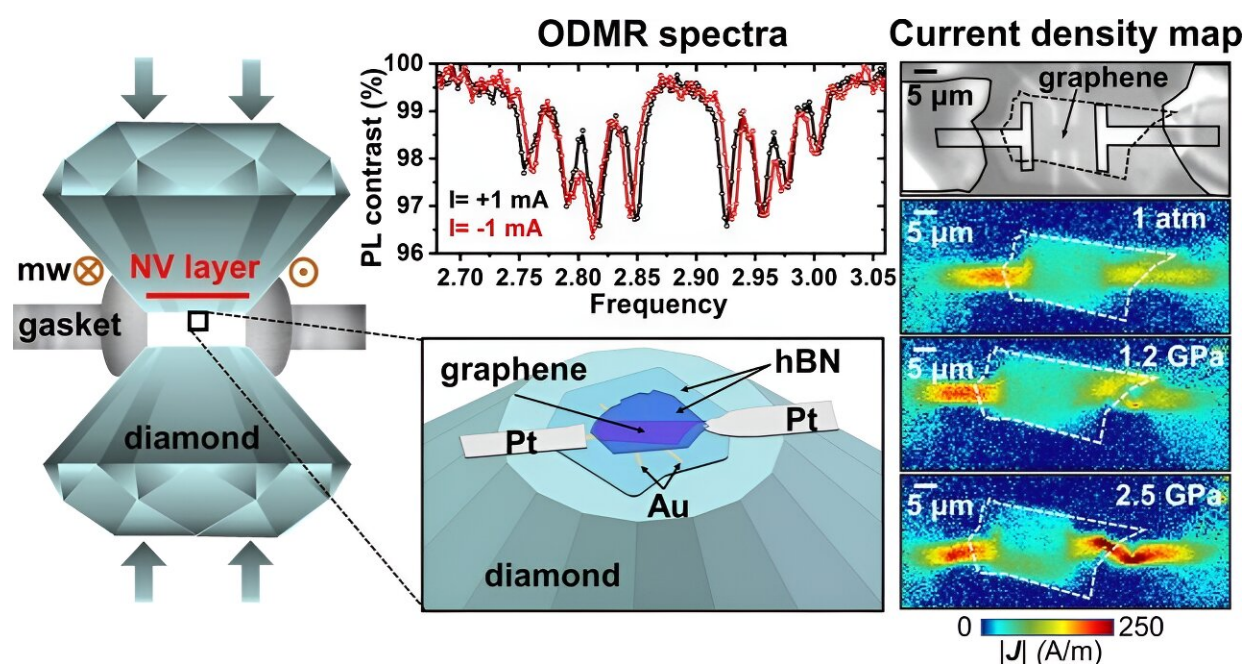 ODMR spectra
Current density map
PL contrast (%)
100
99
98
97
96
I= +1 mA
I= -1 mA
2.70 2.75 2.80 2.85 2.90 2.95 3.00 3.05
Frequency
5 μm
graphene
1 atm
5 μm
1.2 GPa
5 μm
2.5 GPa
5 μm
0 250
|J| (A/m)
mw
NV layer
gasket
diamond
graphene
hBN
Pt
Pt
Au
diamond